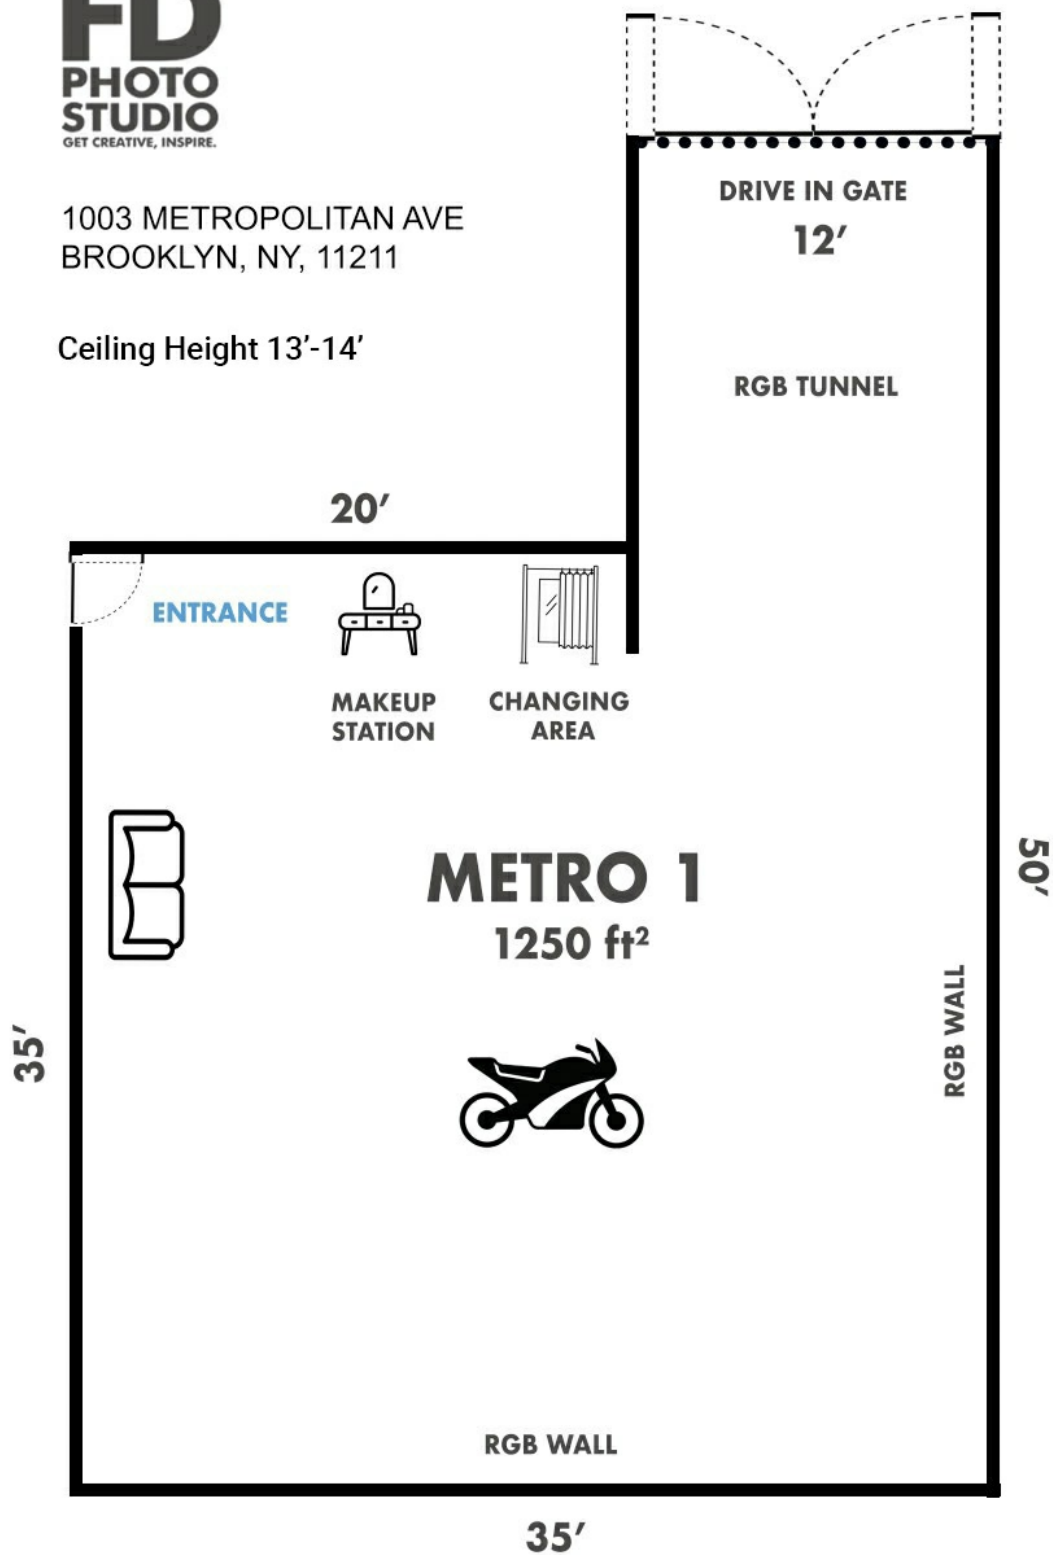 FD
PHOTO
STUDIO
GET CREATIVE, INSPIRE.
1003 METROPOLITAN AVE
BROOKLYN, NY, 11211
Ceiling Height 13’-14’
DRIVE IN GATE
12’
RGB TUNNEL
20’
ENTRANCE
MAKEUP
STATION
CHANGING
AREA
METRO 1
1250 ft²
50’
35’
RGB WALL
RGB WALL
35’